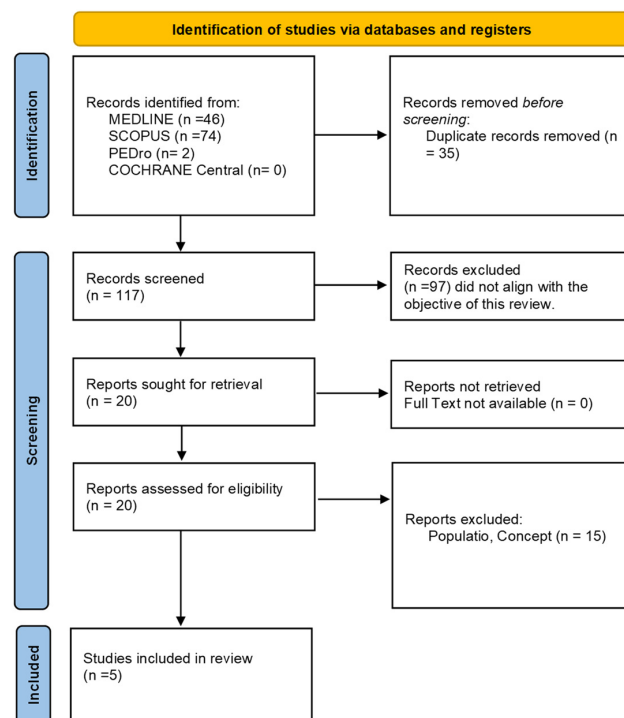 Identification of studies via databases and registers
Identification
Records identified from:
MEDLINE (n =46)
SCOPUS (n =74)
PEDro (n= 2)
COCHRANE Central (n= 0)
Records removed before
screening:
Duplicate records removed (n
= 35)
Screening
Records screened
(n = 117)
Records excluded
(n =97) did not align with the
objective of this review.
Reports sought for retrieval
(n = 20)
Reports not retrieved
Full Text not available (n = 0)
Reports assessed for eligibility
(n = 20)
Reports excluded:
Populatio, Concept (n = 15)
Included
Studies included in review
(n =5)